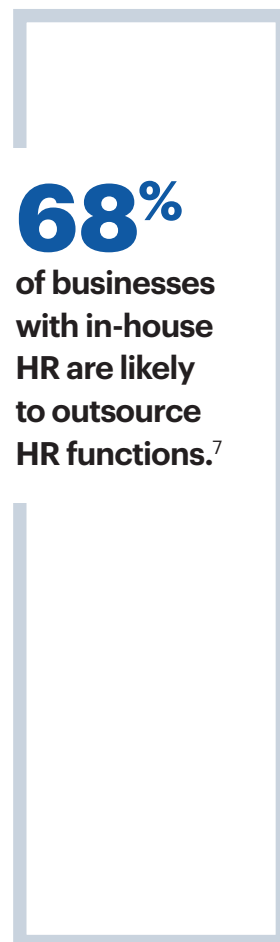 68%
of businesses
with in-house
HR are likely
to outsource
HR functions.7